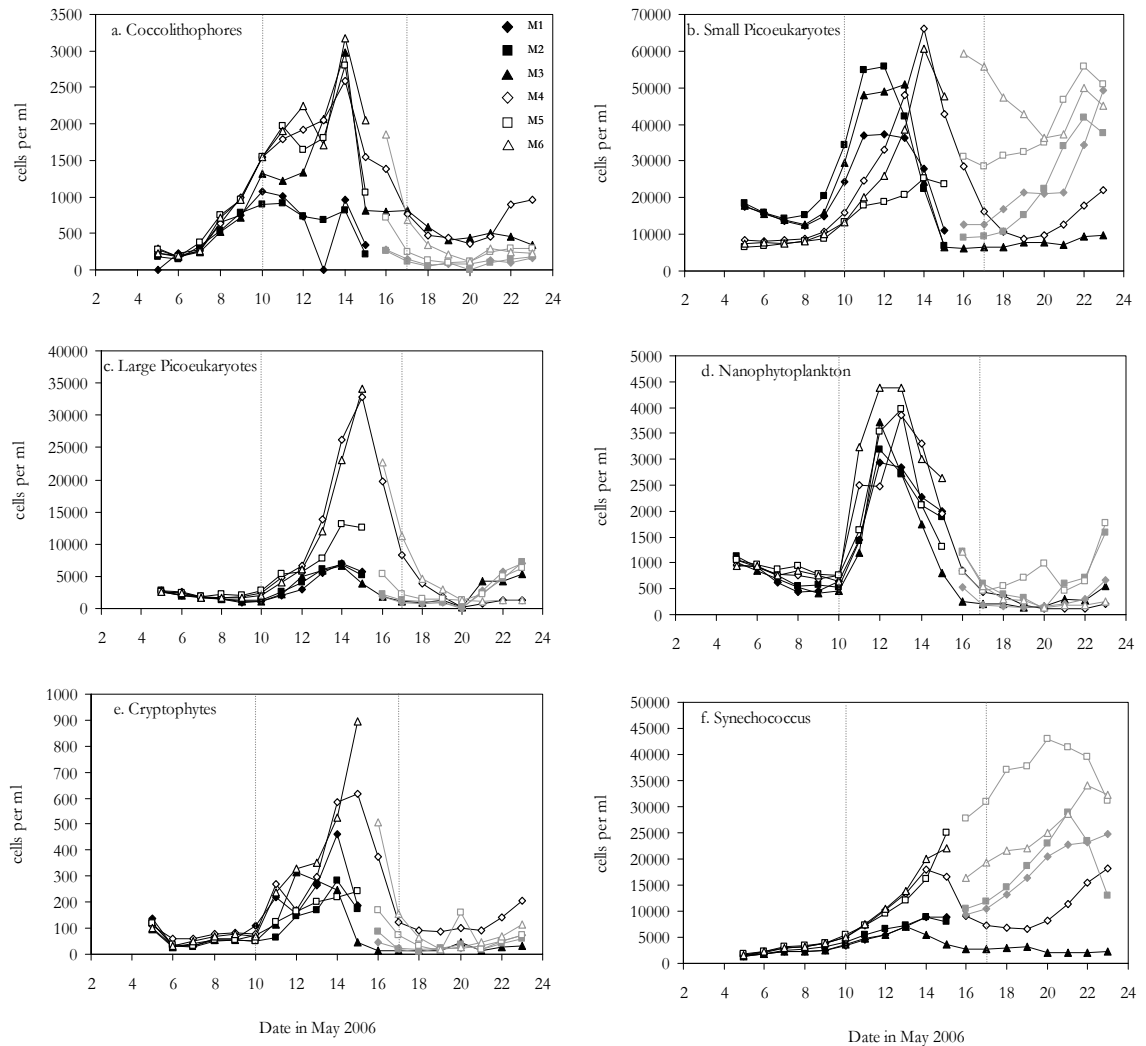 a. Coccolithophores
3500
3000
2500
2000
1500
1000
500
0
cells per ml
2 4 6 8 10 12 14 16 18 20 22 24
M1
M2
M3
M4
M5
M6
b. Small Picoeukaryotes
70000
60000
50000
40000
30000
20000
10000
0
cells per ml
2 4 6 8 10 12 14 16 18 20 22 24
c. Large Picoeukaryotes
40000
35000
30000
25000
20000
15000
10000
5000
0
cells per ml
2 4 6 8 10 12 14 16 18 20 22 24
d. Nanophytoplankton
5000
4500
4000
3500
3000
2500
2000
1500
1000
500
0
cells per ml
2 4 6 8 10 12 14 16 18 20 22 24
e. Cryptophytes
1000
900
800
700
600
500
400
300
200
100
0
cells per ml
2 4 6 8 10 12 14 16 18 20 22 24
Date in May 2006
f. Synechococcus
50000
45000
40000
35000
30000
25000
20000
15000
10000
5000
0
cells per ml
2 4 6 8 10 12 14 16 18 20 22 24
Date in May 2006